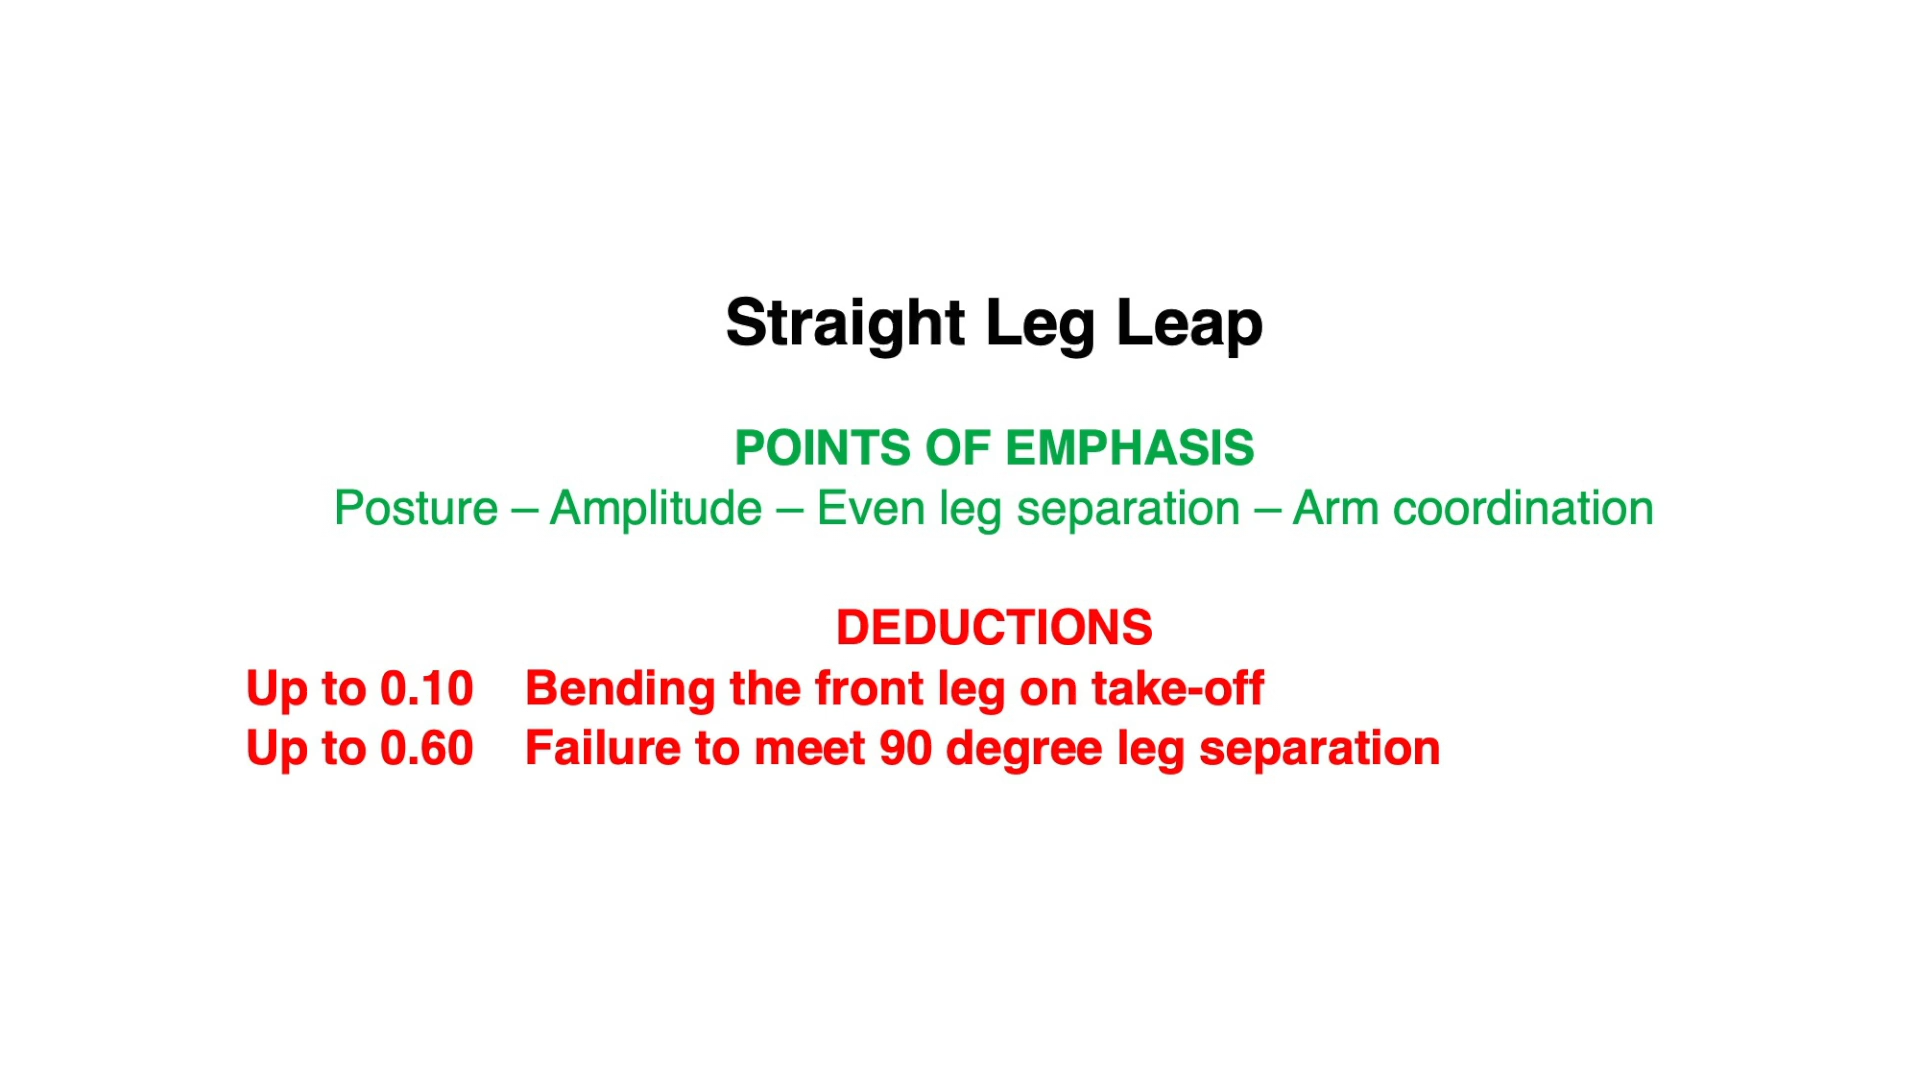 Straight Leg Leap
POINTS OF EMPHASIS
Posture – Amplitude – Even leg separation – Arm coordination
DEDUCTIONS
Up to 0.10 Bending the front leg on take-off
Up to 0.60 Failure to meet 90 degree leg separation